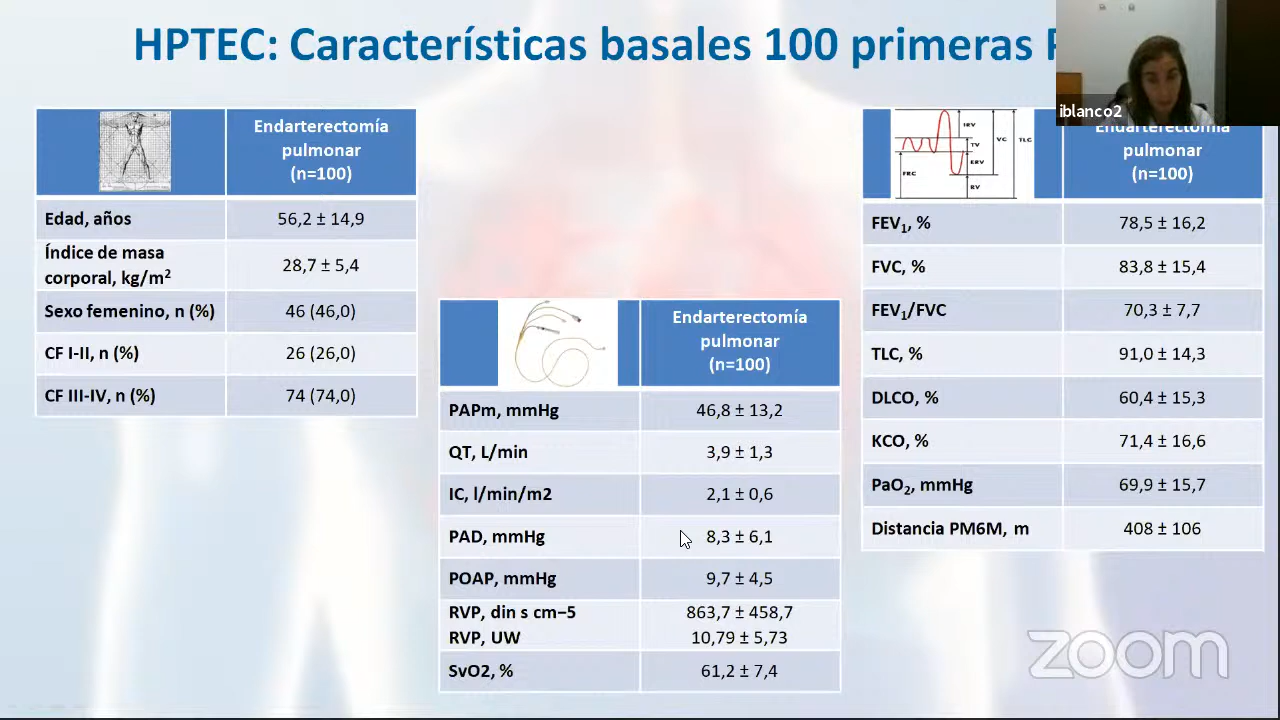 HPTEC: Características basales 100 primeras
iblanco2
Endarterectomía
pulmonar
(n=100)
Edad, años 56,2 ± 14,9
Índice de masa
corporal, kg/m2 28,7 ± 5,4
Sexo femenino, n (%) 46 (46,0)
CF I-II, n (%) 26 (26,0)
CF III-IV, n (%) 74 (74,0)
Endarterectomía
pulmonar
(n=100)
PAPm, mmHg 46,8 ± 13,2
QT, L/min 3,9 ± 1,3
IC, l/min/m2 2,1 ± 0,6
PAD, mmHg 8,3 ± 6,1
POAP, mmHg 9,7 ± 4,5
RVP, din s cm−5 863,7 ± 458,7
RVP, UW 10,79 ± 5,73
SvO2, % 61,2 ± 7,4
IRV
VC
TLC
TV
ERV
FRC
RV
Endarterectomía
pulmonar
(n=100)
FEV1, % 78,5 ± 16,2
FVC, % 83,8 ± 15,4
FEV1/FVC 70,3 ± 7,7
TLC, % 91,0 ± 14,3
DLCO, % 60,4 ± 15,3
KCO, % 71,4 ± 16,6
PaO2, mmHg 69,9 ± 15,7
Distancia PM6M, m 408 ± 106
zoom